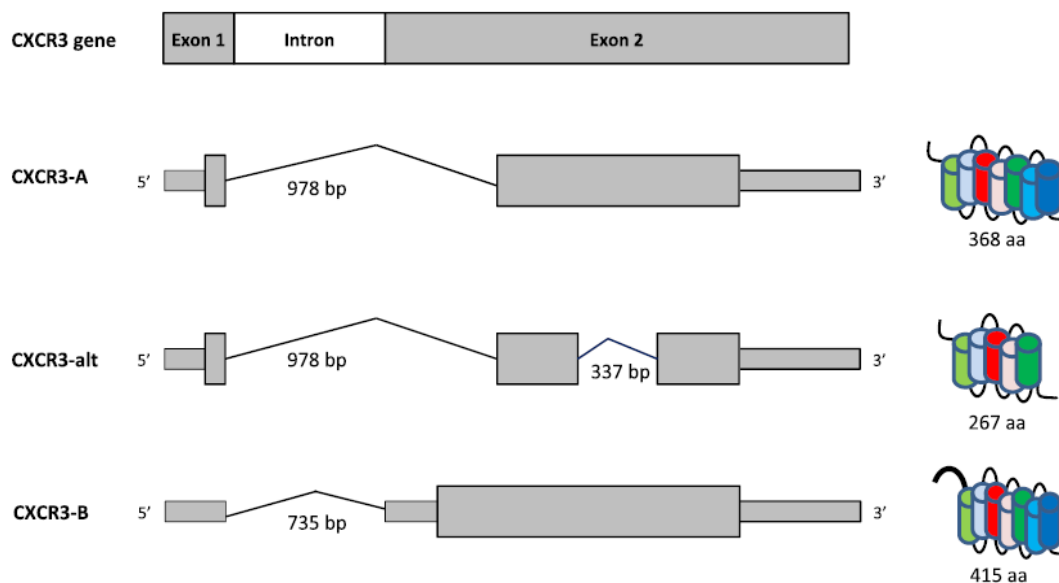 CXCR3 gene
Exon 1
Intron
Exon 2
CXCR3-A
5’
978 bp
3’
368 aa
CXCR3-alt
5’
978 bp
337 bp
3’
267 aa
CXCR3-B
5’
735 bp
3’
415 aa